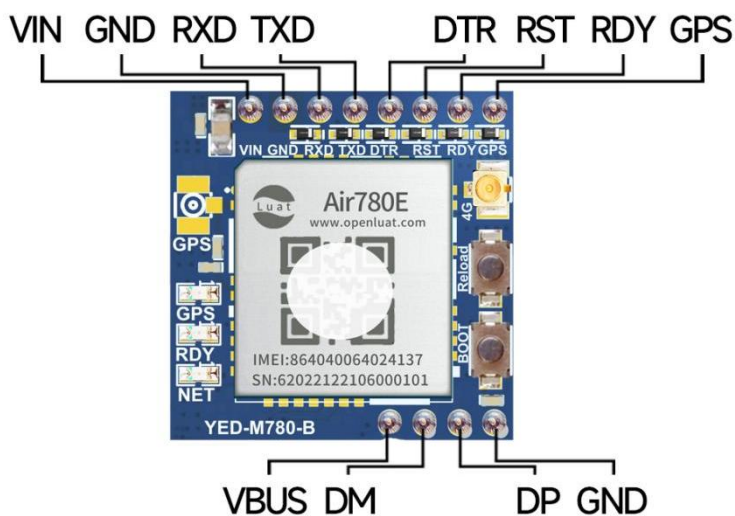 VIN GND RXD TXD DTR RST RDY GPS
VIN GND RXD TXD DTR RST RDY GPS
Luat
Air780E
www.openluat.com
4G
GPS
Reload
GPS
BOOT
RDY
IMEI:864040064024137
NET
SN:62022122106000101
YED-M780-B
VBUS DM DP GND